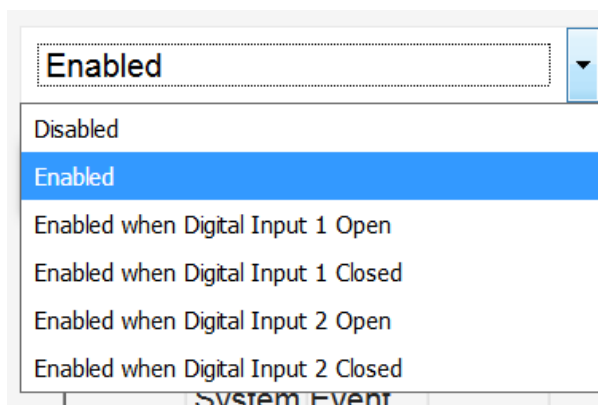 Enabled
Disabled
Enabled
Enabled when Digital Input 1 Open
Enabled when Digital Input 1 Closed
Enabled when Digital Input 2 Open
Enabled when Digital Input 2 Closed
System Event